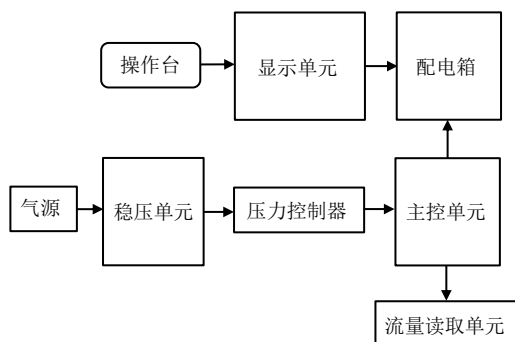 操作台
显示单元
配电箱
气源
稳压单元
压力控制器
主控单元
流量读取单元